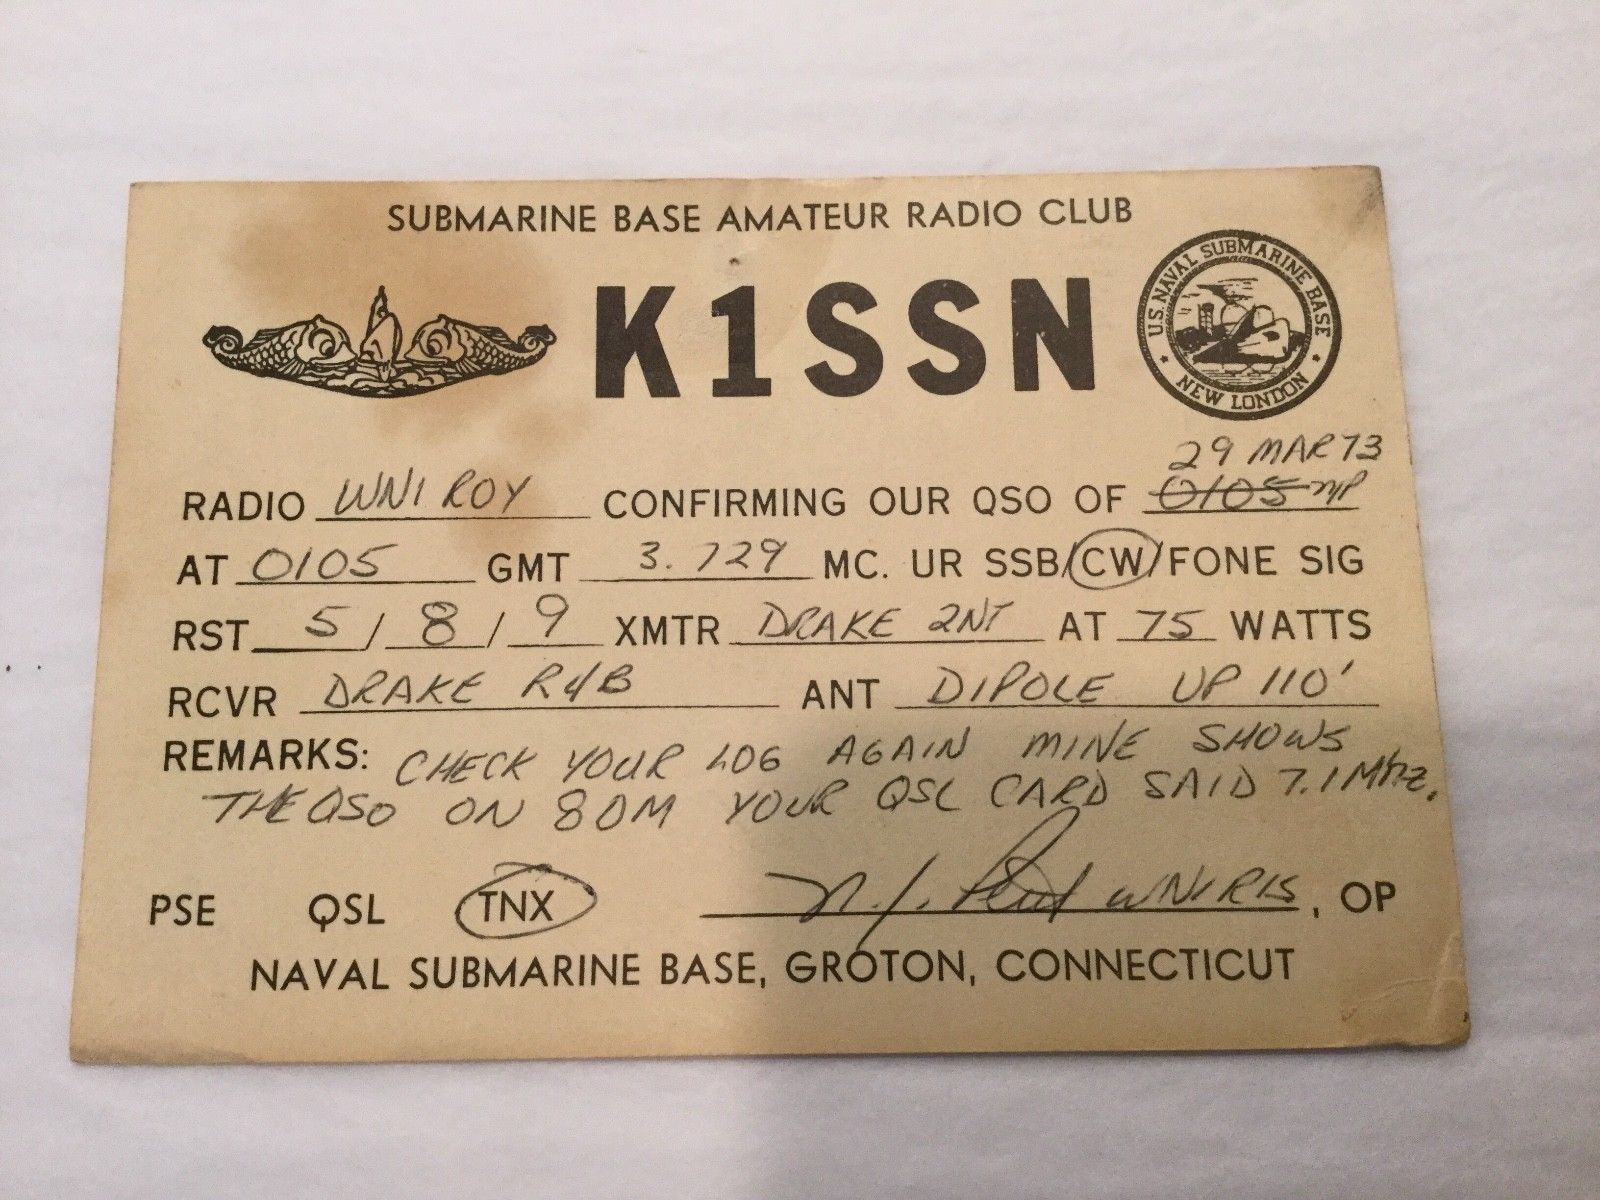 SUBMARINE BASE AMATEUR RADIO CLUB
K1SSN
U.S. NAVAL SUBMARINE BASE
NEW LONDON
29 MAR 73
RADIO WN1ROY CONFIRMING OUR QSO OF 0105
AT 0105 GMT 3.729 MC. UR SSB/CW/FONE SIG
RST 5/8/9 XMTR DRAKE 2NT AT 75 WATTS
RCVR DRAKE R4B ANT DIPOLE UP 110'
REMARKS: CHECK YOUR LOG AGAIN MINE SHOWS
THE QSO ON 80M YOUR QSL CARD SAID 7.1MHz.
PSE QSL TNX WN1RIS, OP
NAVAL SUBMARINE BASE, GROTON, CONNECTICUT